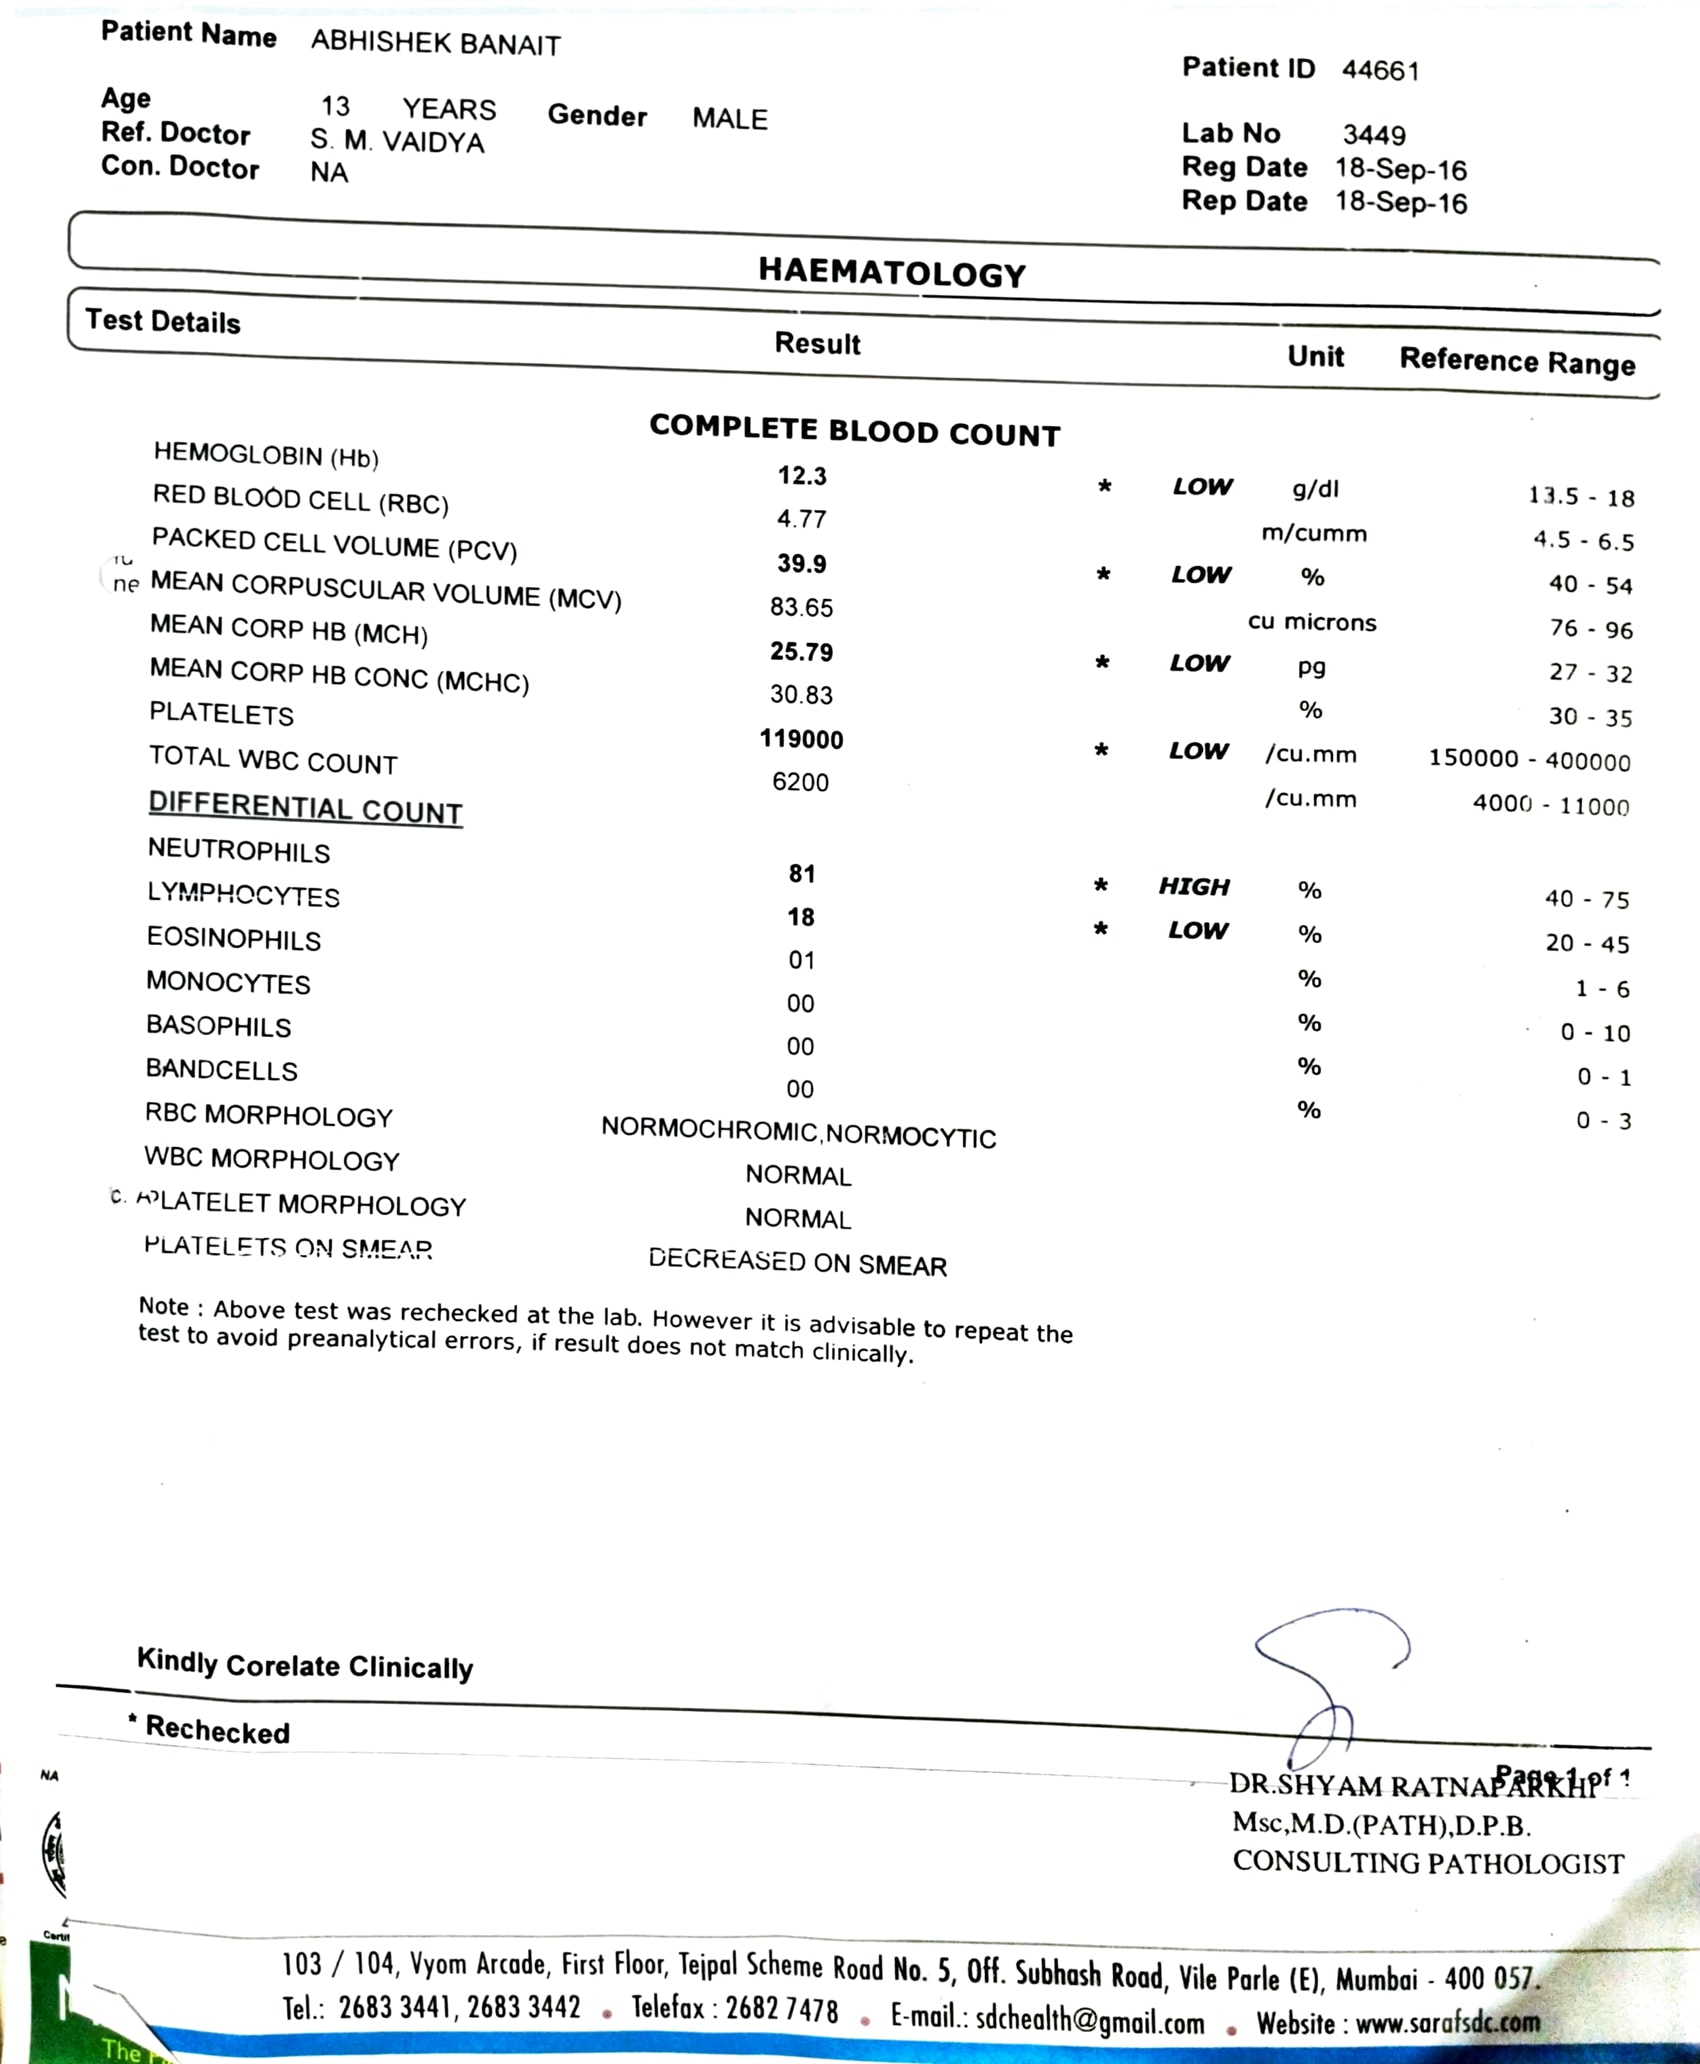 Patient Name ABHISHEK BANAIT
Patient ID 44661
Age 13 YEARS Gender MALE
Ref. Doctor S. M. VAIDYA
Con. Doctor NA
Lab No 3449
Reg Date 18-Sep-16
Rep Date 18-Sep-16
HAEMATOLOGY
Test Details Result Unit Reference Range
COMPLETE BLOOD COUNT
HEMOGLOBIN (Hb) 12.3 * LOW g/dl 13.5 - 18
RED BLOOD CELL (RBC) 4.77 m/cumm 4.5 - 6.5
PACKED CELL VOLUME (PCV) 39.9 * LOW % 40 - 54
ne MEAN CORPUSCULAR VOLUME (MCV) 83.65 cu microns 76 - 96
MEAN CORP HB (MCH) 25.79 * LOW pg 27 - 32
MEAN CORP HB CONC (MCHC) 30.83 % 30 - 35
PLATELETS 119000 * LOW /cu.mm 150000 - 400000
TOTAL WBC COUNT 6200 /cu.mm 4000 - 11000
DIFFERENTIAL COUNT
NEUTROPHILS 81 * HIGH % 40 - 75
LYMPHOCYTES 18 * LOW % 20 - 45
EOSINOPHILS 01 % 1 - 6
MONOCYTES 00 % 0 - 10
BASOPHILS 00 % 0 - 1
BANDCELLS 00 % 0 - 3
RBC MORPHOLOGY NORMOCHROMIC,NORMOCYTIC
WBC MORPHOLOGY NORMAL
PLATELET MORPHOLOGY NORMAL
PLATELETS ON SMEAR DECREASED ON SMEAR
Note : Above test was rechecked at the lab. However it is advisable to repeat the
test to avoid preanalytical errors, if result does not match clinically.
Kindly Corelate Clinically
* Rechecked
NA
Page 1 of 1
DR.SHYAM RATNAPARKHI
Msc,M.D.(PATH),D.P.B.
CONSULTING PATHOLOGIST
Certif
103 / 104, Vyom Arcade, First Floor, Tejpal Scheme Road No. 5, Off. Subhash Road, Vile Parle (E), Mumbai - 400 057.
Tel.: 2683 3441, 2683 3442 • Telefax : 2682 7478 • E-mail.: sdchealth@gmail.com • Website : www.sarafsdc.com
The